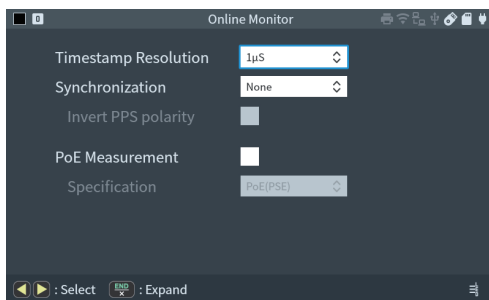 0 Online Monitor
Timestamp Resolution 1µS
Synchronization None
Invert PPS polarity
PoE Measurement
Specification PoE(PSE)
: Select END × : Expand